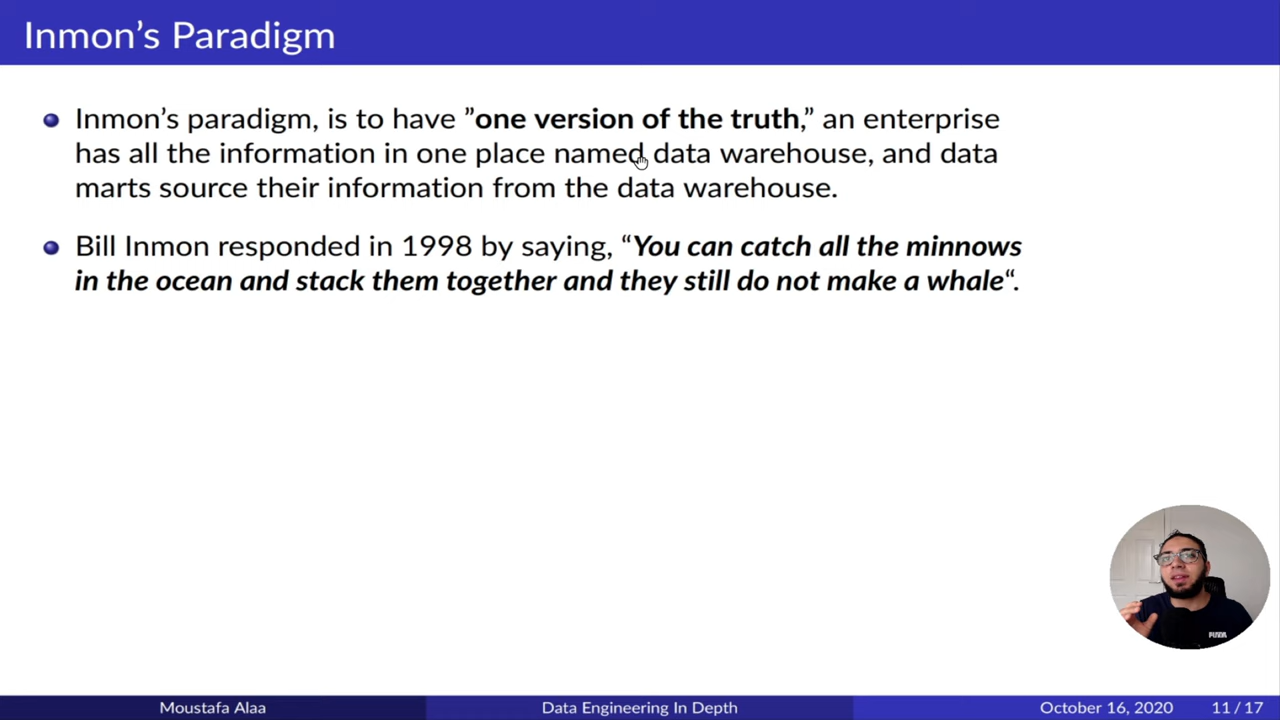 Inmon's Paradigm
Inmon's paradigm, is to have ”one version of the truth,” an enterprise
has all the information in one place named data warehouse, and data
marts source their information from the data warehouse.
Bill Inmon responded in 1998 by saying, “You can catch all the minnows
in the ocean and stack them together and they still do not make a whale“.
PUMA
Moustafa Alaa
Data Engineering In Depth
October 16, 2020
11 / 17